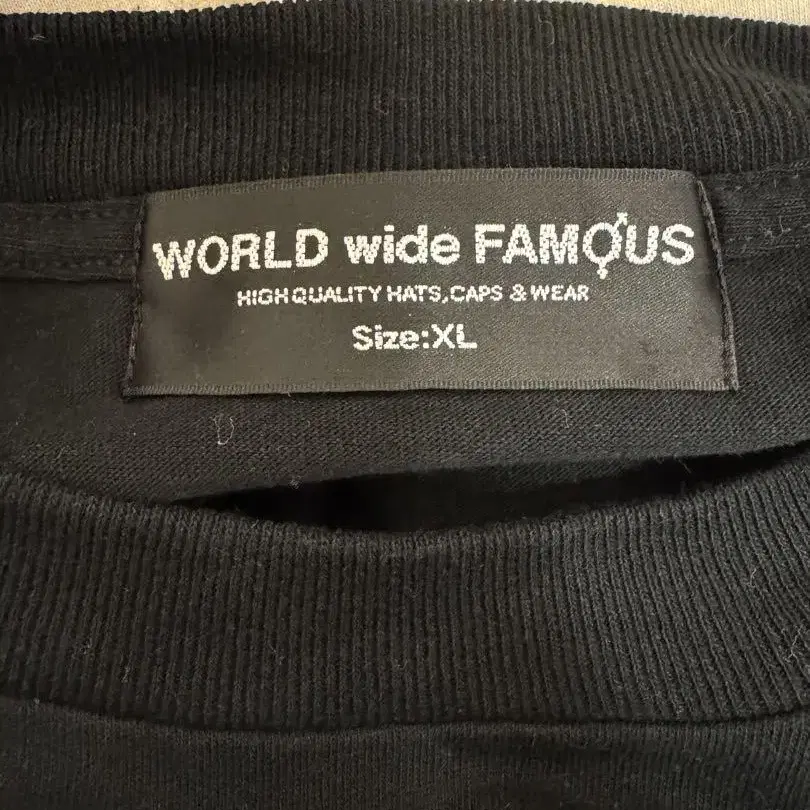 WORLD wide FAMOUS
HIGH QUALITY HATS, CAPS & WEAR
Size:XL